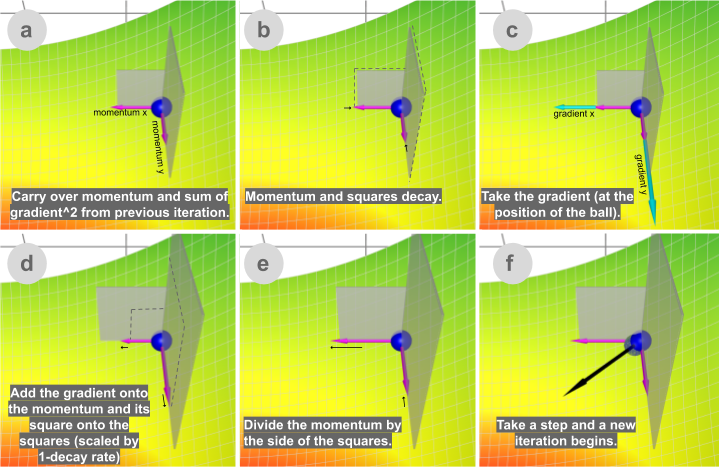 a
momentum x
momentum y
Carry over momentum and sum of
gradient^2 from previous iteration.
b
Momentum and squares decay.
c
gradient x
gradient y
Take the gradient (at the
position of the ball).
d
Add the gradient onto
the momentum and its
square onto the
squares (scaled by
1-decay rate)
e
Divide the momentum by
the side of the squares.
f
Take a step and a new
iteration begins.